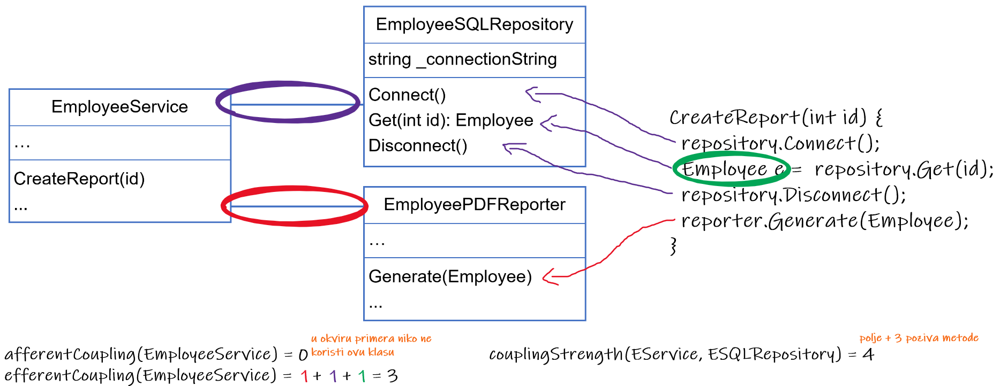 EmployeeSQLRepository
string _connectionString
Connect()
Get(int id): Employee
Disconnect()
EmployeeService
...
CreateReport(id)
...
EmployeePDFReporter
...
Generate(Employee)
...
CreateReport(int id) {
repository.Connect();
Employee e = repository.Get(id);
repository.Disconnect();
reporter.Generate(Employee);
}
u okviru primera niko ne
koristi ovu klasu
afferentCoupling(EmployeeService) = 0
efferentCoupling(EmployeeService) = 1 + 1 + 1 = 3
polje + 3 poziva metode
couplingStrength(EService, ESQLRepository) = 4